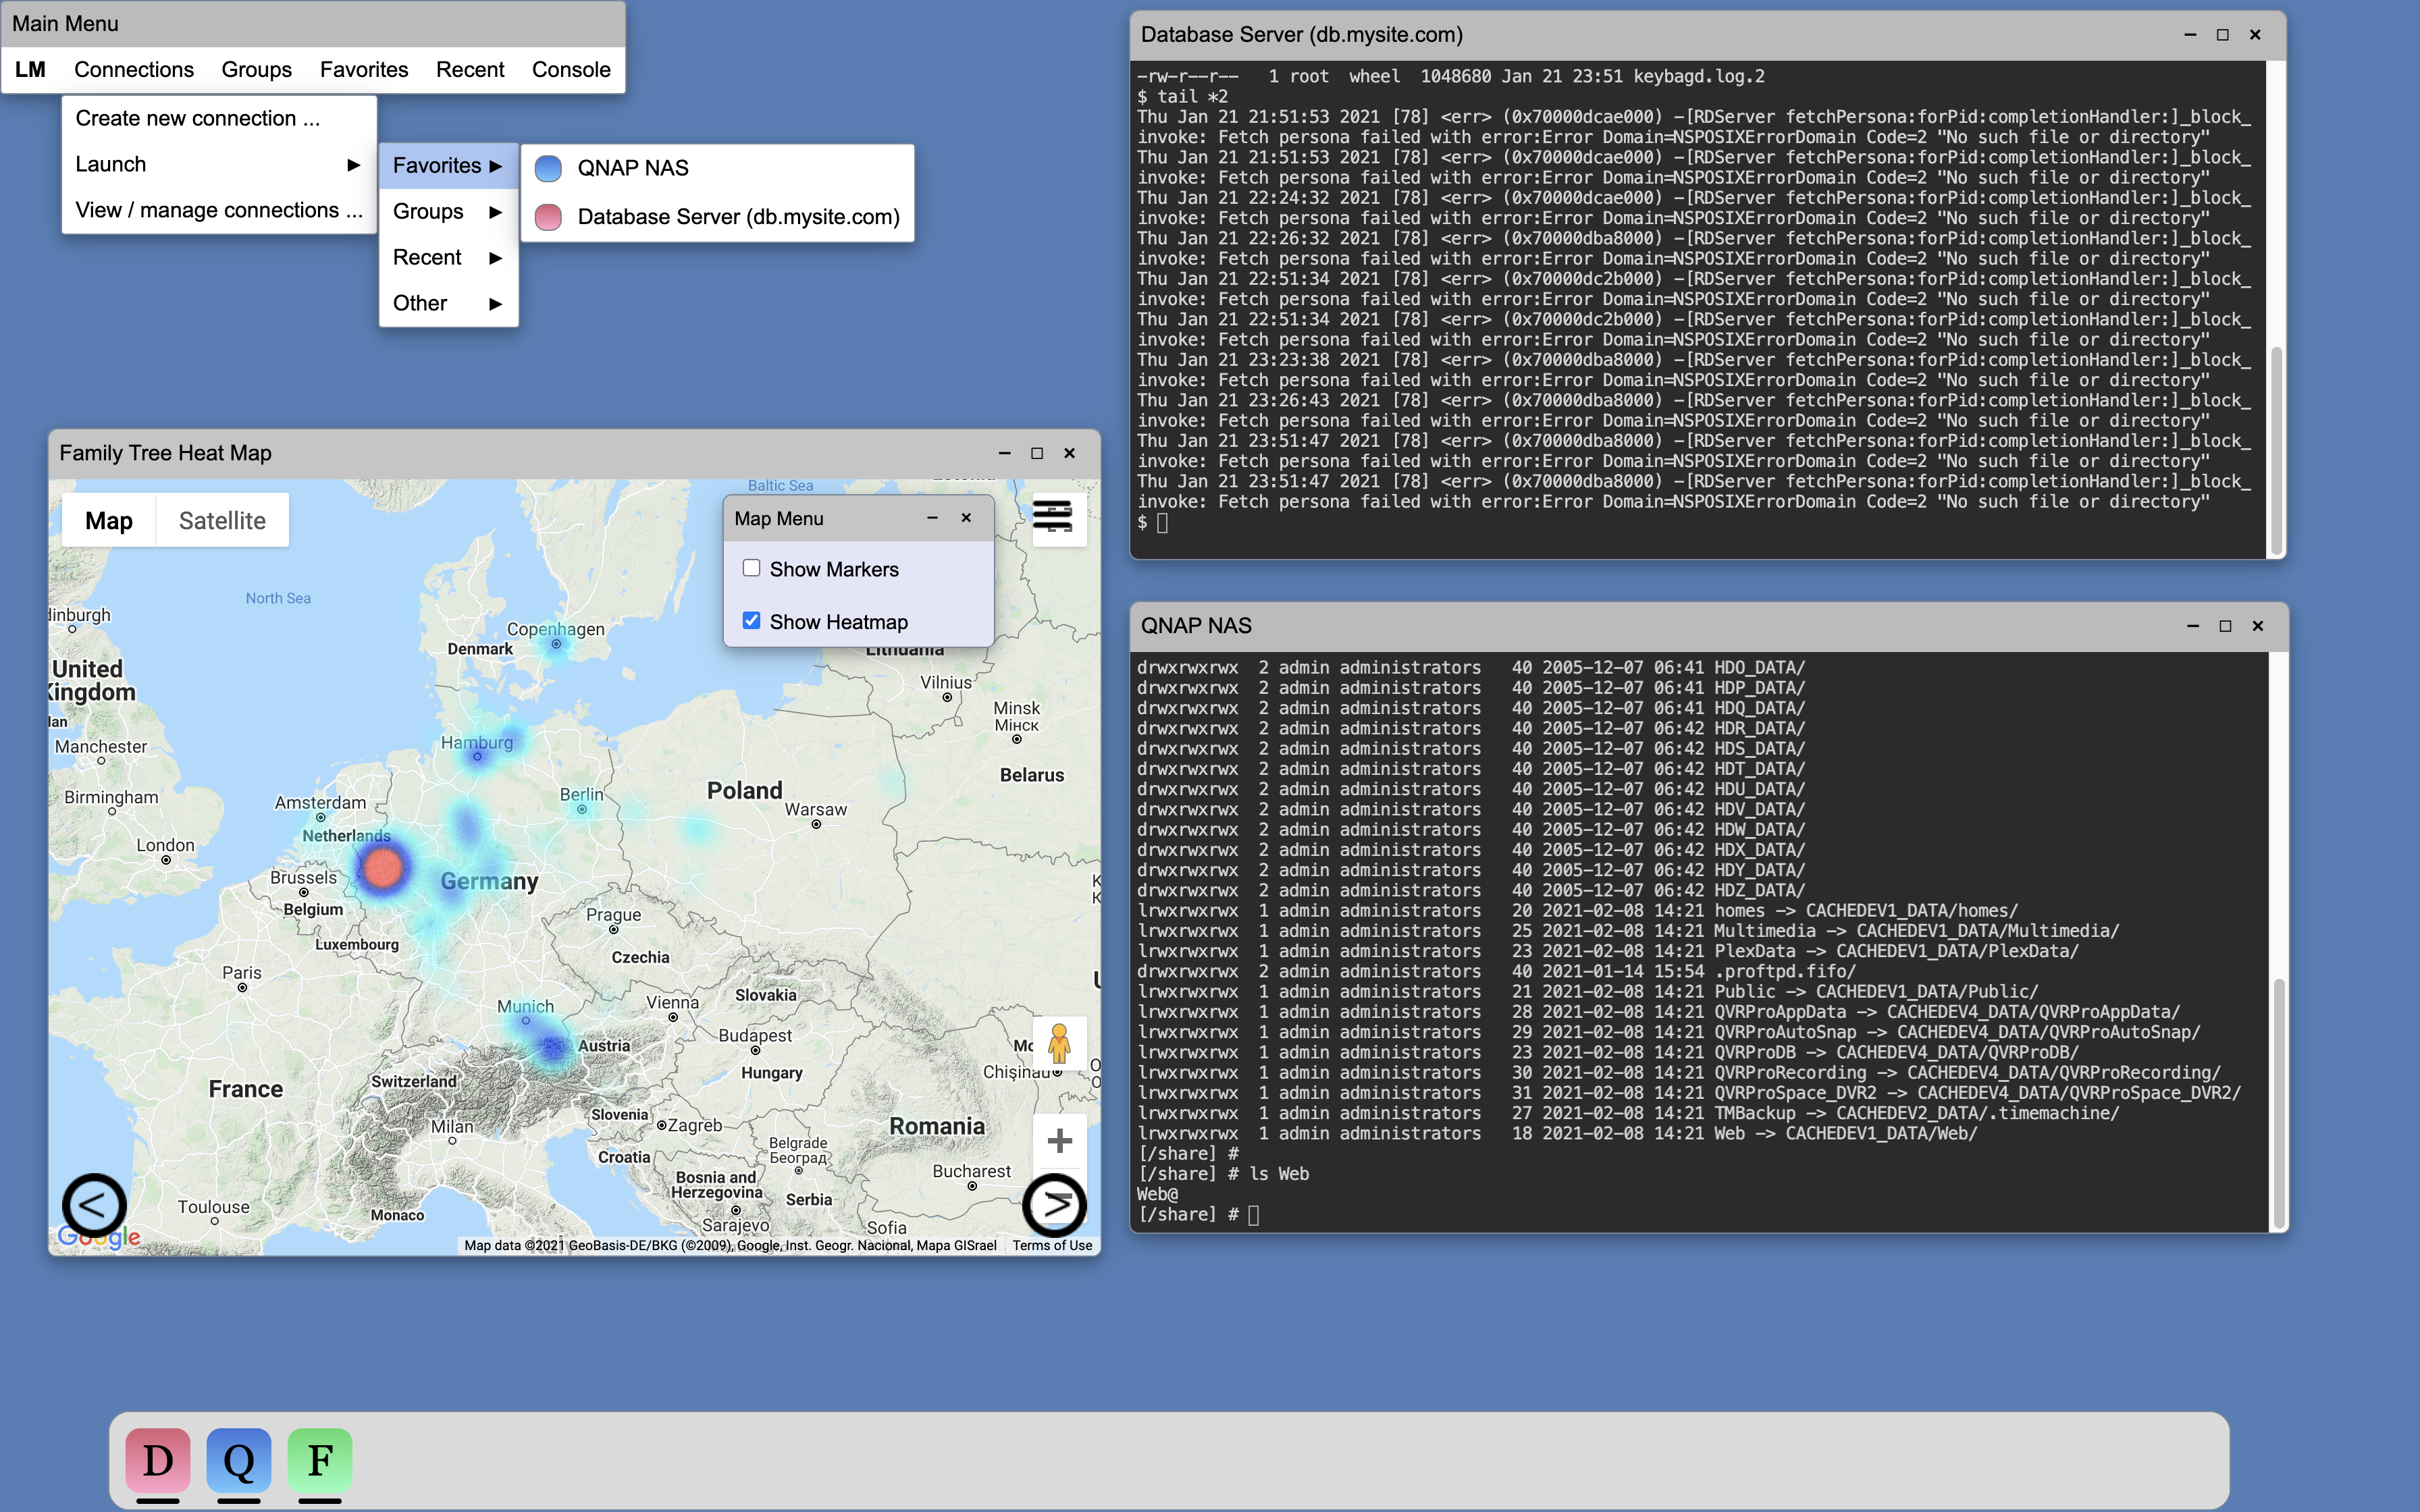 Main Menu
LM Connections Groups Favorites Recent Console
Create new connection ...
Launch ▶
View / manage connections ...
Favorites ▶
Groups ▶
Recent ▶
Other ▶
QNAP NAS
Database Server (db.mysite.com)
Family Tree Heat Map
Map Satellite
Map Menu
Show Markers
Show Heatmap
Baltic Sea
North Sea
dinburgh
Copenhagen
Denmark
United
Kingdom
Lithuania
Vilnius
Minsk
Мінск
Manchester
Hamburg
Belarus
Birmingham
Amsterdam
Berlin
Poland
Warsaw
Netherlands
London
Brussels
Germany
Belgium
Prague
Luxembourg
Czechia
Paris
Slovakia
Munich
Vienna
Budapest
Austria
Chișinău
Switzerland
Hungary
France
Slovenia
Milan
Zagreb
Romania
Belgrade
Београд
Croatia
Bucharest
Bosnia and
Herzegovina
Serbia
Toulouse
Monaco
Sarajevo
Sofia
Google
Map data ©2021 GeoBasis-DE/BKG (©2009), Google, Inst. Geogr. Nacional, Mapa GISrael Terms of Use
Database Server (db.mysite.com)
-rw-r--r-- 1 root wheel 1048680 Jan 21 23:51 keybagd.log.2
$ tail *2
Thu Jan 21 21:51:53 2021 [78] <err> (0x70000dcae000) -[RDServer fetchPersona:forPid:completionHandler:]_block_
invoke: Fetch persona failed with error:Error Domain=NSPOSIXErrorDomain Code=2 "No such file or directory"
Thu Jan 21 21:51:53 2021 [78] <err> (0x70000dcae000) -[RDServer fetchPersona:forPid:completionHandler:]_block_
invoke: Fetch persona failed with error:Error Domain=NSPOSIXErrorDomain Code=2 "No such file or directory"
Thu Jan 21 22:24:32 2021 [78] <err> (0x70000dcae000) -[RDServer fetchPersona:forPid:completionHandler:]_block_
invoke: Fetch persona failed with error:Error Domain=NSPOSIXErrorDomain Code=2 "No such file or directory"
Thu Jan 21 22:26:32 2021 [78] <err> (0x70000dba8000) -[RDServer fetchPersona:forPid:completionHandler:]_block_
invoke: Fetch persona failed with error:Error Domain=NSPOSIXErrorDomain Code=2 "No such file or directory"
Thu Jan 21 22:51:34 2021 [78] <err> (0x70000dc2b000) -[RDServer fetchPersona:forPid:completionHandler:]_block_
invoke: Fetch persona failed with error:Error Domain=NSPOSIXErrorDomain Code=2 "No such file or directory"
Thu Jan 21 22:51:34 2021 [78] <err> (0x70000dc2b000) -[RDServer fetchPersona:forPid:completionHandler:]_block_
invoke: Fetch persona failed with error:Error Domain=NSPOSIXErrorDomain Code=2 "No such file or directory"
Thu Jan 21 23:23:38 2021 [78] <err> (0x70000dba8000) -[RDServer fetchPersona:forPid:completionHandler:]_block_
invoke: Fetch persona failed with error:Error Domain=NSPOSIXErrorDomain Code=2 "No such file or directory"
Thu Jan 21 23:26:43 2021 [78] <err> (0x70000dba8000) -[RDServer fetchPersona:forPid:completionHandler:]_block_
invoke: Fetch persona failed with error:Error Domain=NSPOSIXErrorDomain Code=2 "No such file or directory"
Thu Jan 21 23:51:47 2021 [78] <err> (0x70000dba8000) -[RDServer fetchPersona:forPid:completionHandler:]_block_
invoke: Fetch persona failed with error:Error Domain=NSPOSIXErrorDomain Code=2 "No such file or directory"
Thu Jan 21 23:51:47 2021 [78] <err> (0x70000dba8000) -[RDServer fetchPersona:forPid:completionHandler:]_block_
invoke: Fetch persona failed with error:Error Domain=NSPOSIXErrorDomain Code=2 "No such file or directory"
$
QNAP NAS
drwxrwxrwx 2 admin administrators 40 2005-12-07 06:41 HDO_DATA/
drwxrwxrwx 2 admin administrators 40 2005-12-07 06:41 HDP_DATA/
drwxrwxrwx 2 admin administrators 40 2005-12-07 06:41 HDQ_DATA/
drwxrwxrwx 2 admin administrators 40 2005-12-07 06:42 HDR_DATA/
drwxrwxrwx 2 admin administrators 40 2005-12-07 06:42 HDS_DATA/
drwxrwxrwx 2 admin administrators 40 2005-12-07 06:42 HDT_DATA/
drwxrwxrwx 2 admin administrators 40 2005-12-07 06:42 HDU_DATA/
drwxrwxrwx 2 admin administrators 40 2005-12-07 06:42 HDV_DATA/
drwxrwxrwx 2 admin administrators 40 2005-12-07 06:42 HDW_DATA/
drwxrwxrwx 2 admin administrators 40 2005-12-07 06:42 HDX_DATA/
drwxrwxrwx 2 admin administrators 40 2005-12-07 06:42 HDY_DATA/
drwxrwxrwx 2 admin administrators 40 2005-12-07 06:42 HDZ_DATA/
lrwxrwxrwx 1 admin administrators 20 2021-02-08 14:21 homes -> CACHEDEV1_DATA/homes/
lrwxrwxrwx 1 admin administrators 25 2021-02-08 14:21 Multimedia -> CACHEDEV1_DATA/Multimedia/
lrwxrwxrwx 1 admin administrators 23 2021-02-08 14:21 PlexData -> CACHEDEV1_DATA/PlexData/
drwxrwxrwx 2 admin administrators 40 2021-01-14 15:54 .proftpd.fifo/
lrwxrwxrwx 1 admin administrators 21 2021-02-08 14:21 Public -> CACHEDEV1_DATA/Public/
lrwxrwxrwx 1 admin administrators 28 2021-02-08 14:21 QVRProAppData -> CACHEDEV4_DATA/QVRProAppData/
lrwxrwxrwx 1 admin administrators 29 2021-02-08 14:21 QVRProAutoSnap -> CACHEDEV4_DATA/QVRProAutoSnap/
lrwxrwxrwx 1 admin administrators 23 2021-02-08 14:21 QVRProDB -> CACHEDEV4_DATA/QVRProDB/
lrwxrwxrwx 1 admin administrators 30 2021-02-08 14:21 QVRProRecording -> CACHEDEV4_DATA/QVRProRecording/
lrwxrwxrwx 1 admin administrators 31 2021-02-08 14:21 QVRProSpace_DVR2 -> CACHEDEV4_DATA/QVRProSpace_DVR2/
lrwxrwxrwx 1 admin administrators 27 2021-02-08 14:21 TMBackup -> CACHEDEV2_DATA/.timemachine/
lrwxrwxrwx 1 admin administrators 18 2021-02-08 14:21 Web -> CACHEDEV1_DATA/Web/
[/share] #
[/share] # ls Web
Web@
[/share] #
D Q F